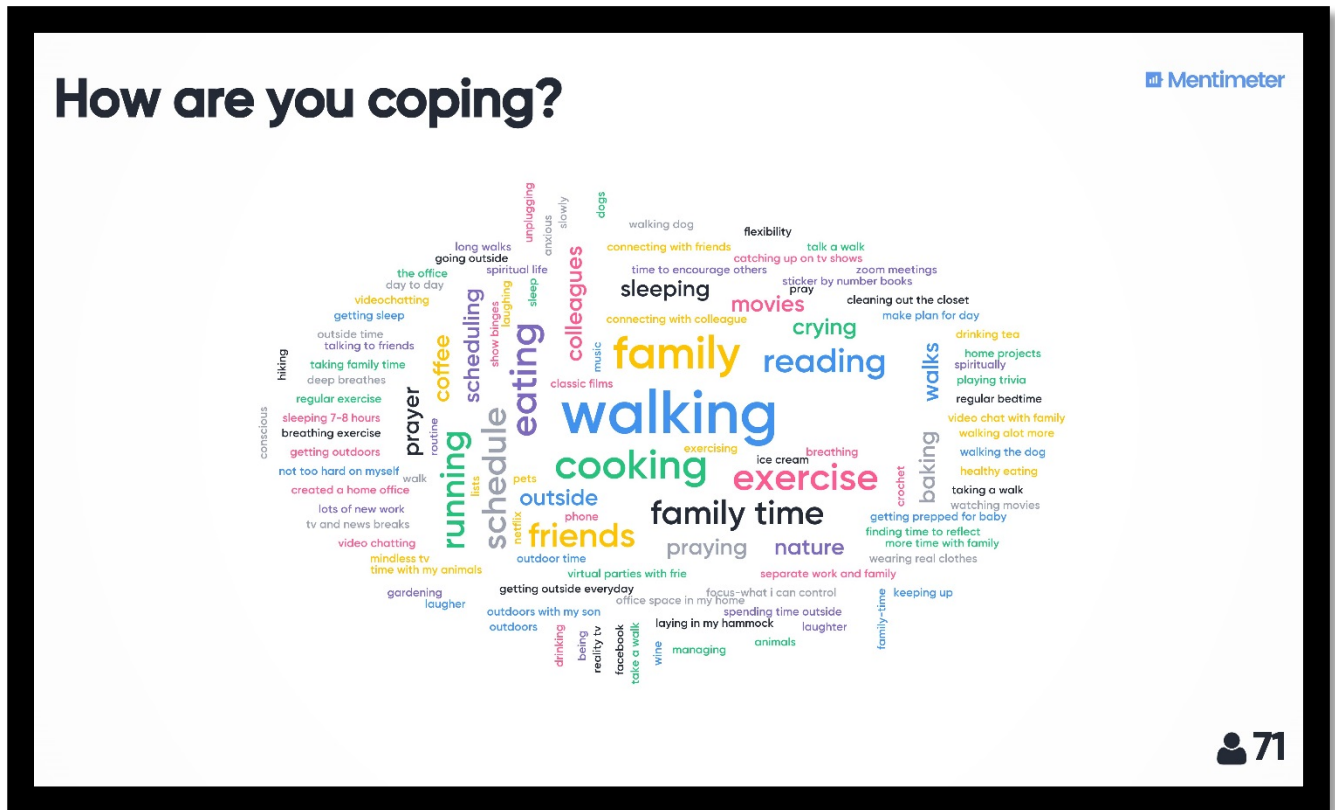 How are you coping?
Mentimeter
unplugging
anxious
slowly
dogs
walking dog
flexibility
long walks
going outside
connecting with friends
talk a walk
catching up on tv shows
the office
day to day
spiritual life
time to encourage others
zoom meetings
sticker by number books
videochatting
getting sleep
scheduling
show binges
laughing
sleep
colleagues
sleeping
pray
movies
cleaning out the closet
make plan for day
connecting with colleague
crying
outside time
talking to friends
drinking tea
hiking
taking family time
deep breathes
coffee
eating
music
family
reading
walks
home projects
spiritually
playing trivia
classic films
regular exercise
regular bedtime
conscious
sleeping 7-8 hours
breathing exercise
prayer
routine
schedule
walking
video chat with family
walking alot more
getting outdoors
running
exercising
ice cream
breathing
baking
walking the dog
not too hard on myself
walk
cooking
exercise
crochet
healthy eating
created a home office
lists
pets
outside
taking a walk
watching movies
lots of new work
tv and news breaks
netflix
phone
family time
getting prepped for baby
friends
finding time to reflect
more time with family
video chatting
praying
nature
mindless tv
time with my animals
outdoor time
wearing real clothes
virtual parties with frie
separate work and family
gardening
laugher
getting outside everyday
office space in my home
focus-what i can control
family-time
keeping up
outdoors with my son
spending time outside
outdoors
laying in my hammock
laughter
drinking
being
reality tv
facebook
take a walk
wine
managing
animals
71